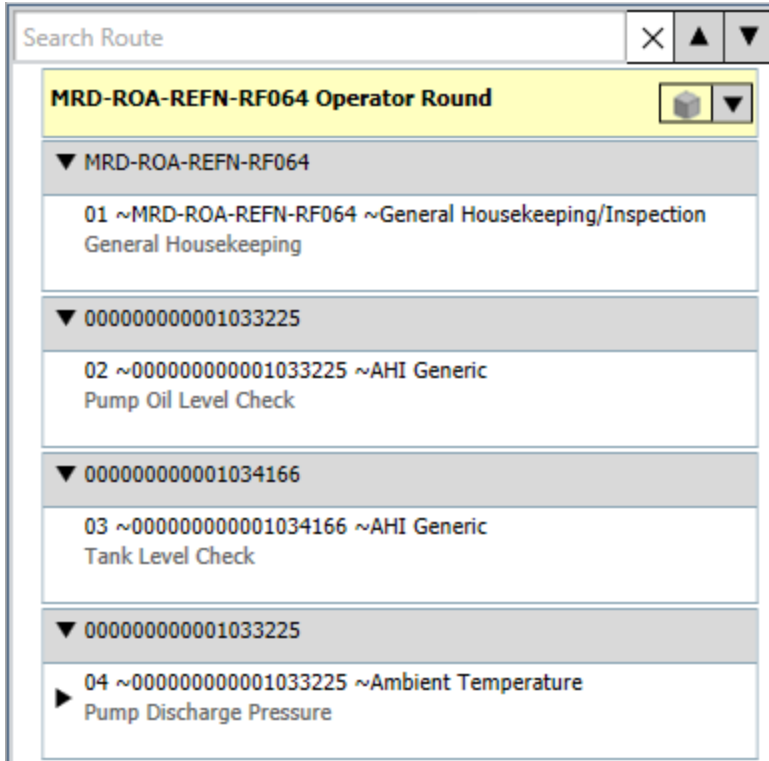 Search Route
MRD-ROA-REFN-RF064 Operator Round
MRD-ROA-REFN-RF064
01 ~MRD-ROA-REFN-RF064 ~General Housekeeping/Inspection
General Housekeeping
000000000001033225
02 ~000000000001033225 ~AHI Generic
Pump Oil Level Check
000000000001034166
03 ~000000000001034166 ~AHI Generic
Tank Level Check
000000000001033225
04 ~000000000001033225 ~Ambient Temperature
Pump Discharge Pressure